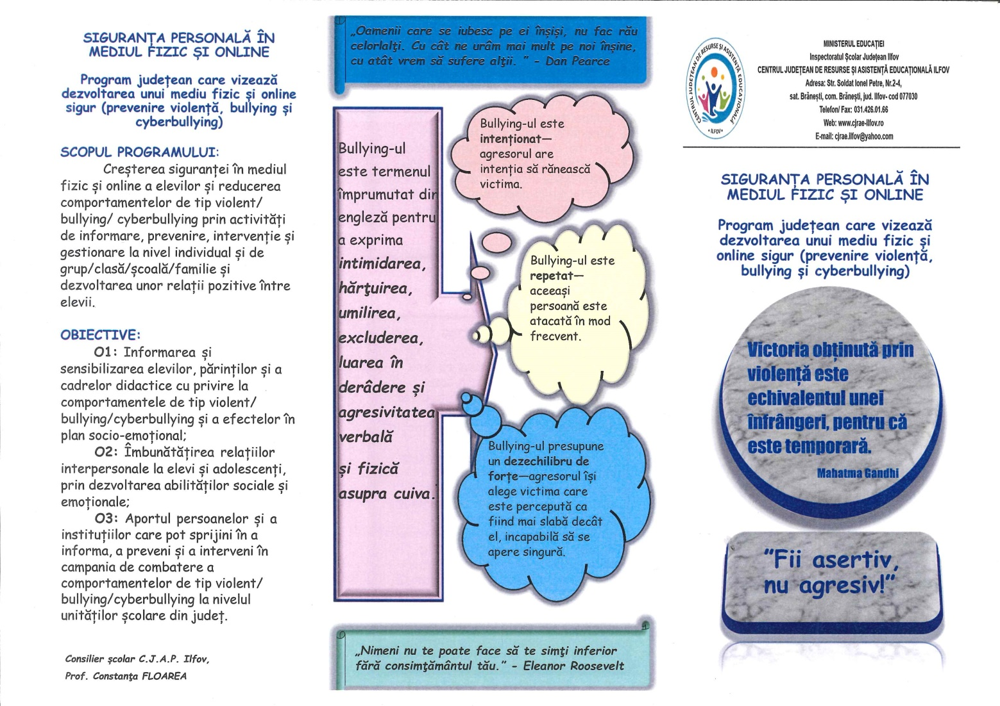 SIGURANȚA PERSONALĂ ÎN
MEDIUL FIZIC ȘI ONLINE
Program județean care vizează
dezvoltarea unui mediu fizic și online
sigur (prevenire violență, bullying și
cyberbullying)
SCOPUL PROGRAMULUI:
Creșterea siguranței în mediul
fizic și online a elevilor și reducerea
comportamentelor de tip violent/
bullying/ cyberbullying prin activități
de informare, prevenire, intervenție și
gestionare la nivel individual și de
grup/clasă/școală/familie și
dezvoltarea unor relații pozitive între
elevii.
OBIECTIVE:
O1: Informarea și
sensibilizarea elevilor, părinților și a
cadrelor didactice cu privire la
comportamentele de tip violent/
bullying/cyberbullying și a efectelor în
plan socio-emoțional;
O2: Îmbunătățirea relațiilor
interpersonale la elevi și adolescenți,
prin dezvoltarea abilităților sociale și
emoționale;
O3: Aportul persoanelor și a
instituțiilor care pot sprijini în a
informa, a preveni și a interveni în
campania de combatere a
comportamentelor de tip violent/
bullying/cyberbullying la nivelul
unităților școlare din județ.
Consilier școlar C.J.A.P. Ilfov,
Prof. Constanţa FLOAREA
„Oamenii care se iubesc pe ei înșiși, nu fac rău
celorlalţi. Cu cât ne urâm mai mult pe noi înșine,
cu atât vrem să sufere alţii. ” - Dan Pearce
Bullying-ul
este termenul
împrumutat din
engleză pentru
a exprima
intimidarea,
hărţuirea,
umilirea,
excluderea,
luarea în
derâdere și
agresivitatea
verbală
și fizică
asupra cuiva.
Bullying-ul este
intenționat—
agresorul are
intenția să rănească
victima.
Bullying-ul este
repetat—
aceeași
persoană este
atacată în mod
frecvent.
Bullying-ul presupune
un dezechilibru de
forțe—agresorul își
alege victima care
este percepută ca
fiind mai slabă decât
el, incapabilă să se
apere singură.
„Nimeni nu te poate face să te simţi inferior
fără consimţământul tău.” - Eleanor Roosevelt
CENTRUL JUDEȚEAN DE RESURSE ȘI ASISTENȚĂ EDUCAȚIONALĂ
• ILFOV •
MINISTERUL EDUCAȚIEI
Inspectoratul Școlar Județean Ilfov
CENTRUL JUDEȚEAN DE RESURSE ȘI ASISTENȚĂ EDUCAȚIONALĂ ILFOV
Adresa: Str. Soldat Ionel Petre, Nr.2-4,
sat. Brănești, com. Brănești, jud. Ilfov- cod 077030
Telefon/ Fax: 031.426.01.66
Web: www.cjrae-ilfov.ro
E-mail: cjrae.ilfov@yahoo.com
SIGURANȚA PERSONALĂ ÎN
MEDIUL FIZIC ȘI ONLINE
Program județean care vizează
dezvoltarea unui mediu fizic și
online sigur (prevenire violență,
bullying și cyberbullying)
Victoria obținută prin
violență este
echivalentul unei
înfrângeri, pentru că
este temporară.
Mahatma Gandhi
”Fii asertiv,
nu agresiv!”